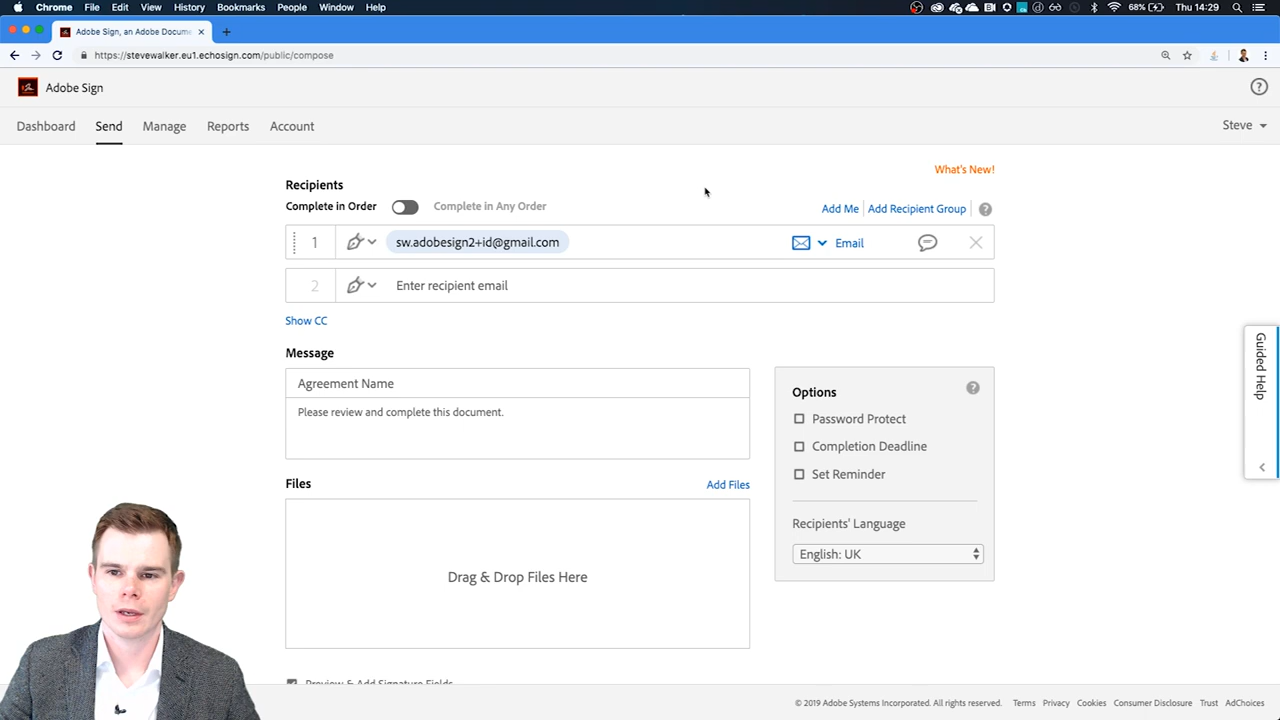 Chrome File Edit View History Bookmarks People Window Help 68% Thu 14:29
Adobe Sign, an Adobe Docume
https://stevewalker.eu1.echosign.com/public/compose
Adobe Sign
Dashboard Send Manage Reports Account Steve
What's New!
Recipients
Complete in Order Complete in Any Order Add Me Add Recipient Group
1 sw.adobesign2+id@gmail.com Email
2 Enter recipient email
Show CC
Message
Agreement Name
Please review and complete this document.
Options
Password Protect
Completion Deadline
Set Reminder
Recipients' Language
English: UK
Files Add Files
Drag & Drop Files Here
Preview & Add Signature Fields
Guided Help
© 2019 Adobe Systems Incorporated. All rights reserved. Terms Privacy Cookies Consumer Disclosure Trust AdChoices